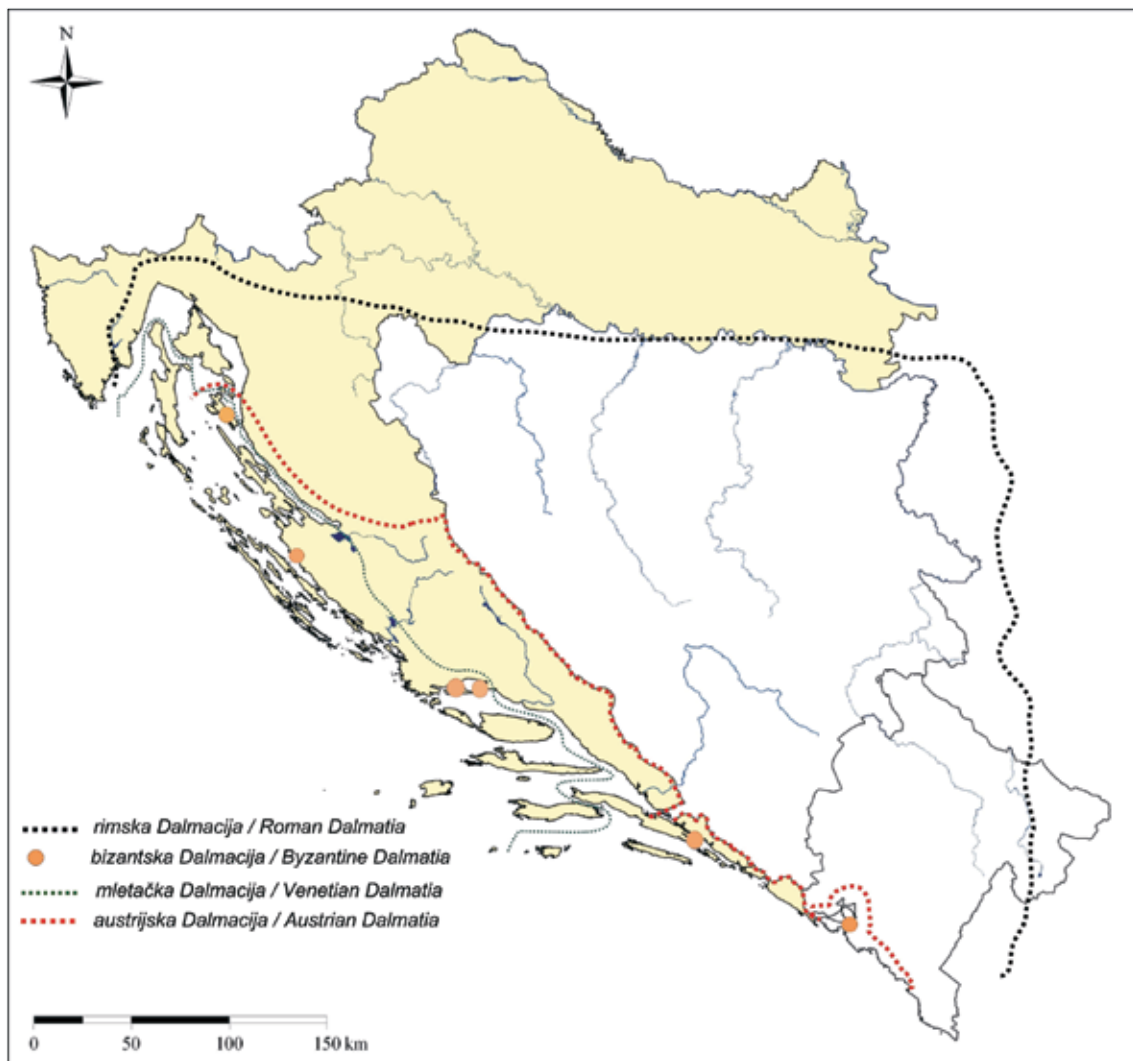 N
rimska Dalmacija / Roman Dalmatia
bizantska Dalmacija / Byzantine Dalmatia
mletačka Dalmacija / Venetian Dalmatia
austrijska Dalmacija / Austrian Dalmatia
0 50 100 150 km